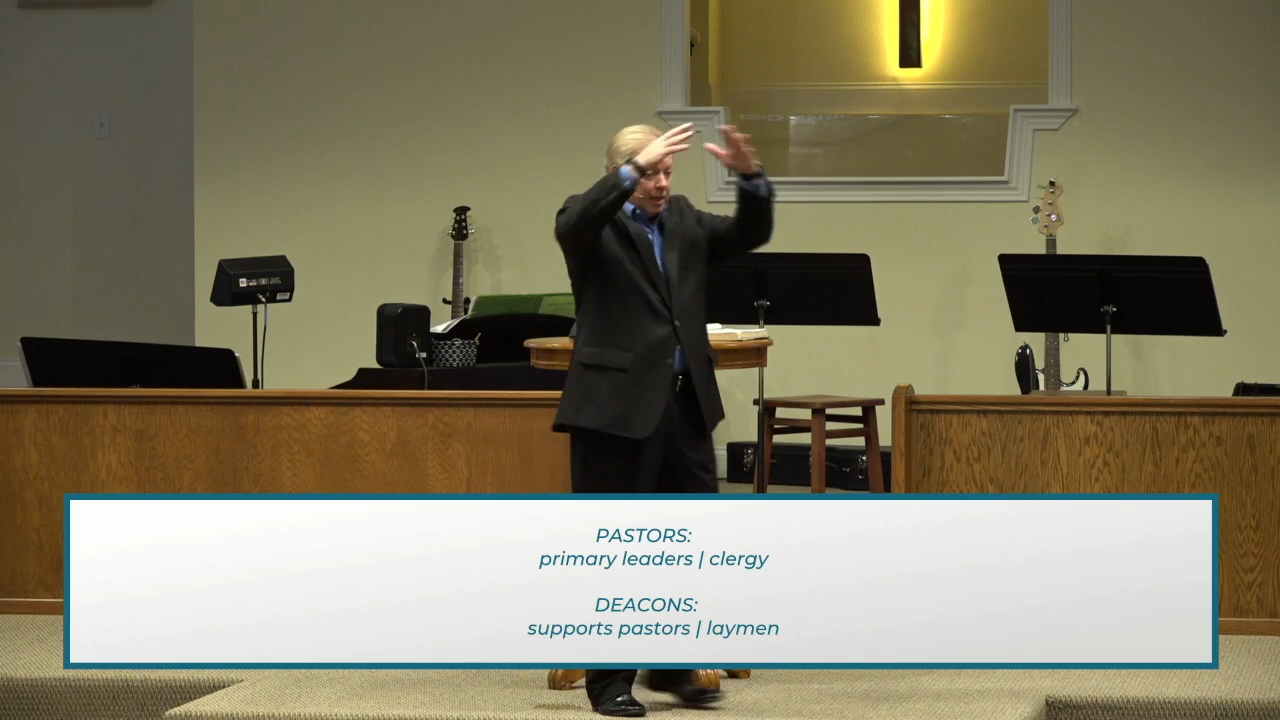 PASTORS:
primary leaders | clergy
DEACONS:
supports pastors | laymen